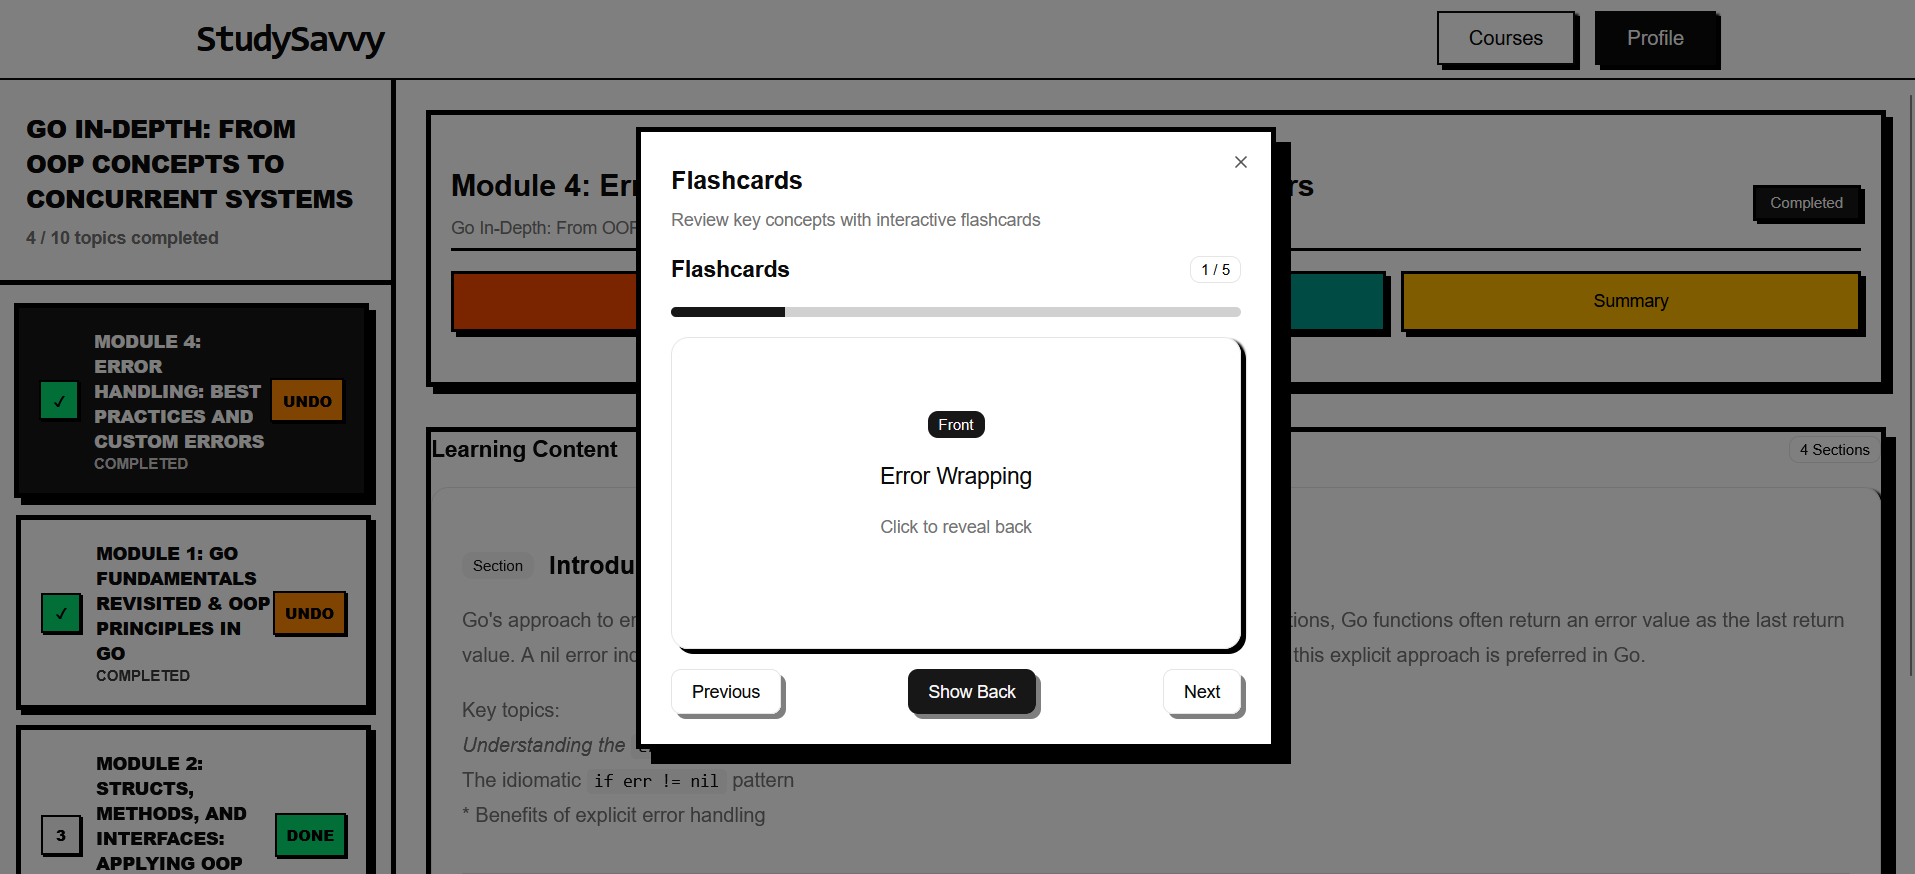 StudySavvy
Courses
Profile
GO IN-DEPTH: FROM
OOP CONCEPTS TO
CONCURRENT SYSTEMS
4 / 10 topics completed
✓
MODULE 4:
ERROR
HANDLING: BEST
PRACTICES AND
CUSTOM ERRORS
COMPLETED
UNDO
✓
MODULE 1: GO
FUNDAMENTALS
REVISITED & OOP
PRINCIPLES IN
GO
COMPLETED
UNDO
3
MODULE 2:
STRUCTS,
METHODS, AND
INTERFACES:
APPLYING OOP
DONE
Module 4: Err
rs
Go In-Depth: From OOP
Completed
Summary
Flashcards
Review key concepts with interactive flashcards
Flashcards
1 / 5
Front
Error Wrapping
Click to reveal back
Previous
Show Back
Next
Learning Content
4 Sections
Section
Introdu
Go's approach to er
tions, Go functions often return an error value as the last return
value. A nil error ind
this explicit approach is preferred in Go.
Key topics:
Understanding the
The idiomatic if err != nil pattern
* Benefits of explicit error handling